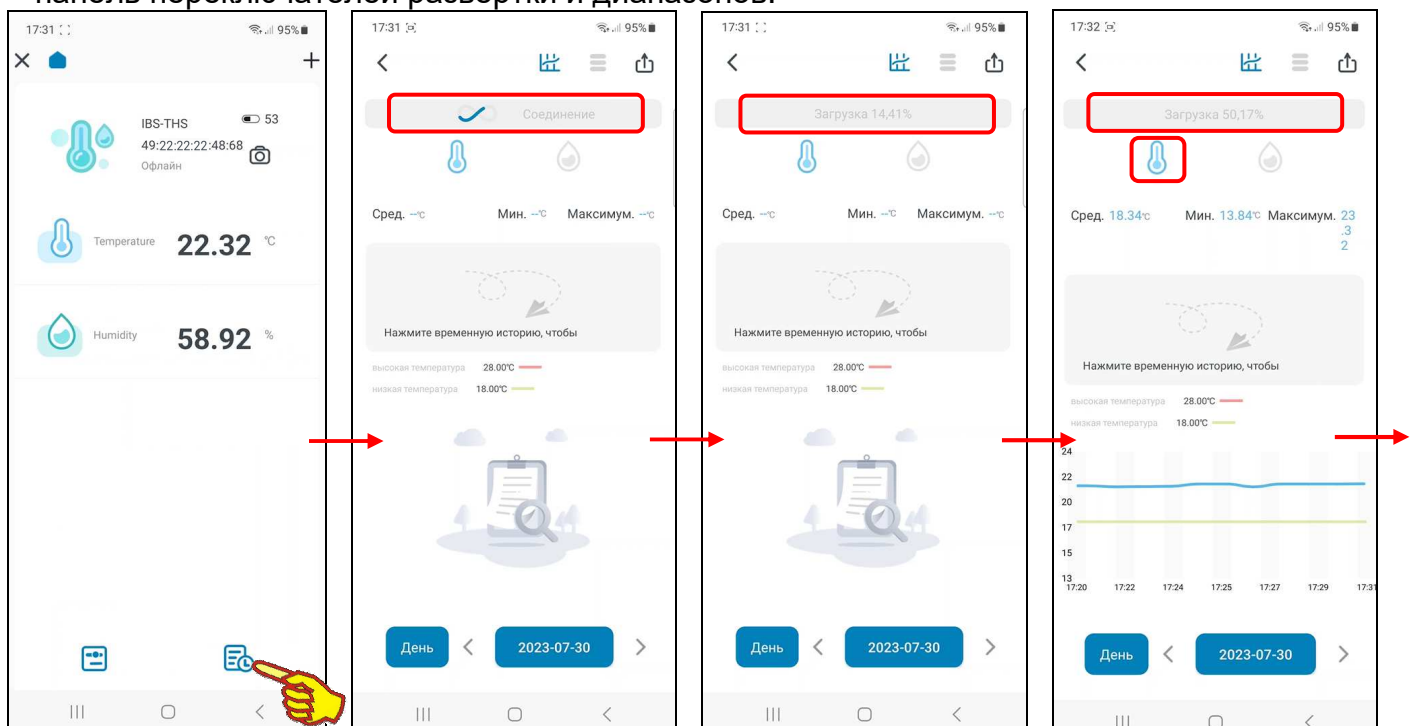 панель переключателей развертки и диапазонов.
17:31
95%
IBS-THS
53
49:22:22:22:48:68
Офлайн
Temperature
22.32 °C
Humidity
58.92 %
17:31
95%
Соединение
Сред. --°C Мин. --°C Максимум. --°C
Нажмите временную историю, чтобы
высокая температура 28.00°C
низкая температура 18.00°C
День
2023-07-30
17:31
95%
Загрузка 14,41%
Сред. --°C Мин. --°C Максимум. --°C
Нажмите временную историю, чтобы
высокая температура 28.00°C
низкая температура 18.00°C
День
2023-07-30
17:32
95%
Загрузка 50,17%
Сред. 18.34°C Мин. 13.84°C Максимум. 23
.3
2
Нажмите временную историю, чтобы
высокая температура 28.00°C
низкая температура 18.00°C
24
22
20
17
15
13
17:20 17:22 17:24 17:25 17:27 17:29 17:31
День
2023-07-30